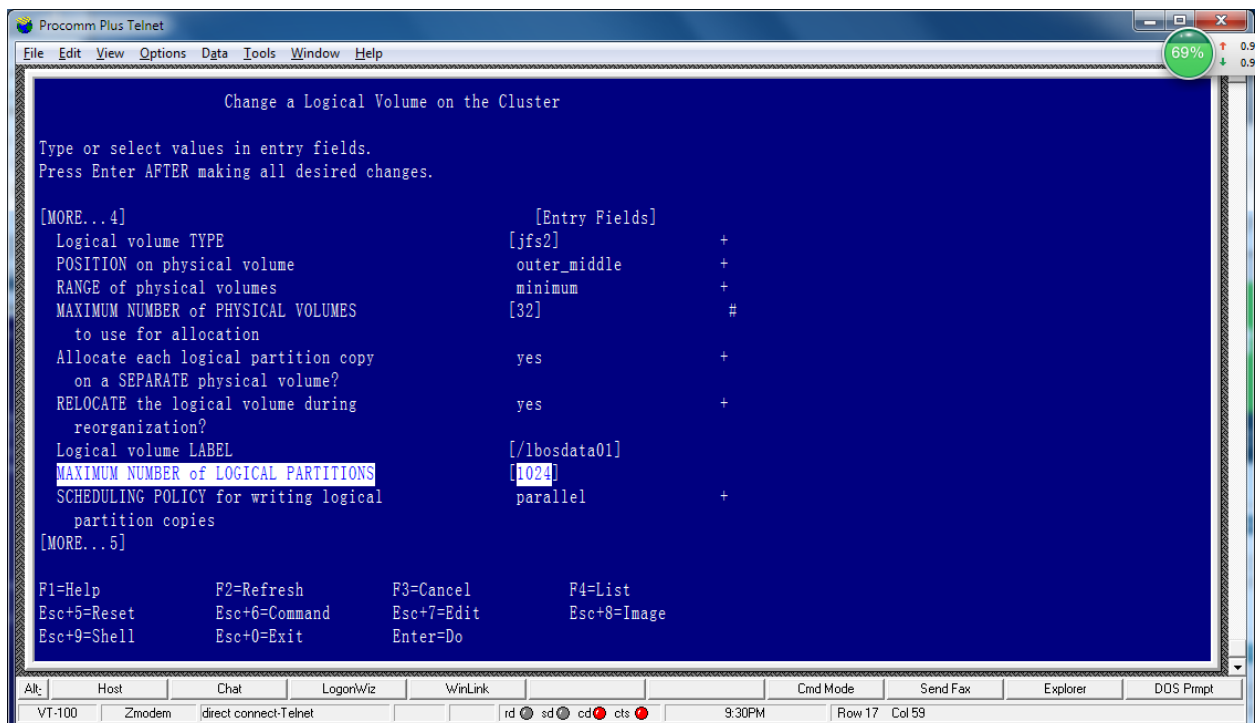 Procomm Plus Telnet
File Edit View Options Data Tools Window Help
69%
0.9
0.9
Change a Logical Volume on the Cluster
Type or select values in entry fields.
Press Enter AFTER making all desired changes.
[MORE...4] [Entry Fields]
Logical volume TYPE [jfs2] +
POSITION on physical volume outer_middle +
RANGE of physical volumes minimum +
MAXIMUM NUMBER of PHYSICAL VOLUMES [32] #
to use for allocation
Allocate each logical partition copy yes +
on a SEPARATE physical volume?
RELOCATE the logical volume during yes +
reorganization?
Logical volume LABEL [/lbosdata01]
MAXIMUM NUMBER of LOGICAL PARTITIONS [1024]
SCHEDULING POLICY for writing logical parallel +
partition copies
[MORE...5]
F1=Help F2=Refresh F3=Cancel F4=List
Esc+5=Reset Esc+6=Command Esc+7=Edit Esc+8=Image
Esc+9=Shell Esc+0=Exit Enter=Do
Alt- Host Chat LogonWiz WinLink Cmd Mode Send Fax Explorer DOS Prmpt
VT-100 Zmodem direct connect-Telnet rd sd cd cts 9:30PM Row 17 Col 59